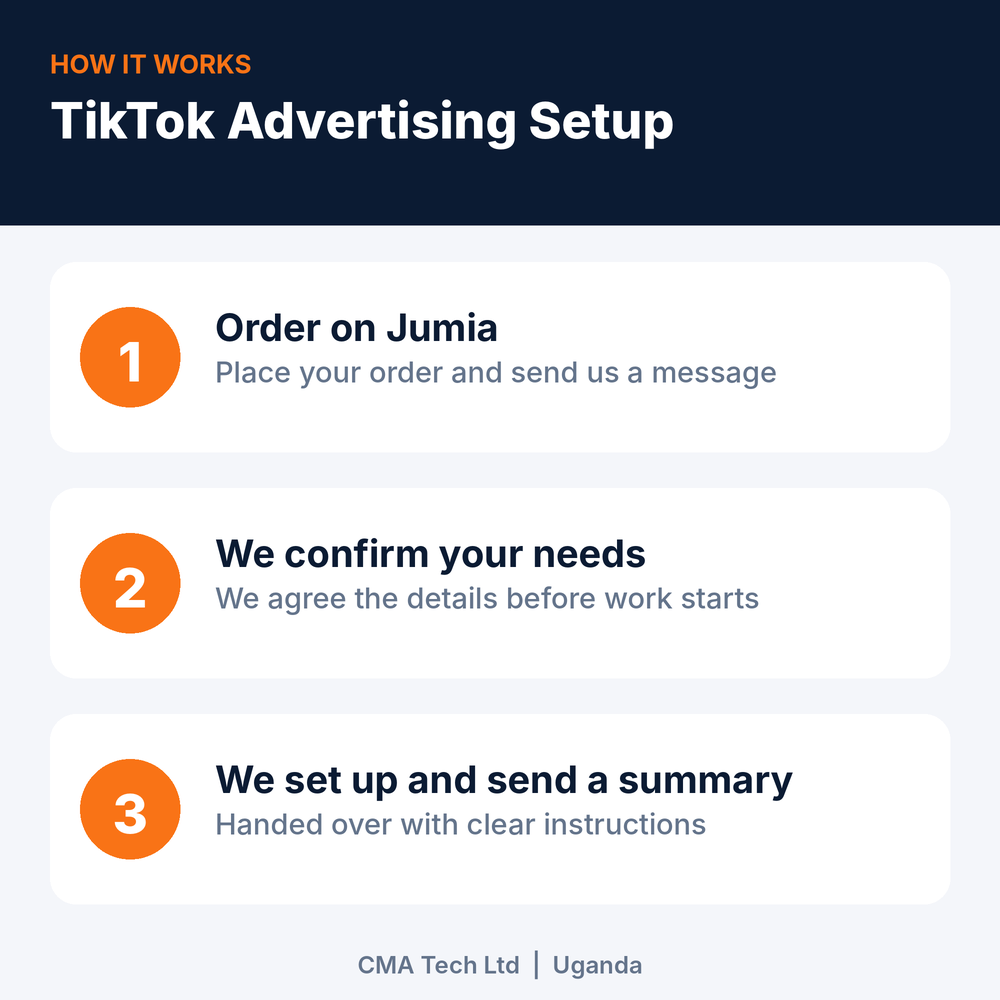 HOW IT WORKS
TikTok Advertising Setup
1
Order on Jumia
Place your order and send us a message
2
We confirm your needs
We agree the details before work starts
3
We set up and send a summary
Handed over with clear instructions
CMA Tech Ltd | Uganda